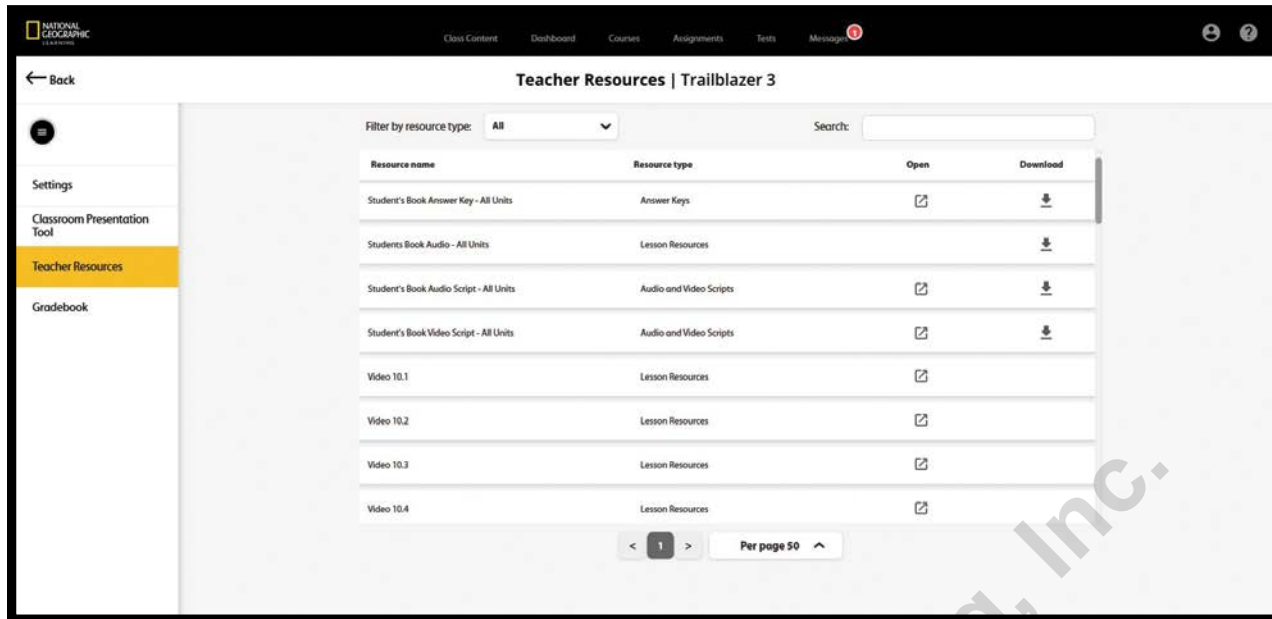 NATIONAL
GEOGRAPHIC
LEARNING
Class Content Dashboard Courses Assignments Tests Messages 1
Back
Teacher Resources | Trailblazer 3
Filter by resource type: All
Search:
Settings
Classroom Presentation
Tool
Teacher Resources
Gradebook
Resource name Resource type Open Download
Student's Book Answer Key - All Units Answer Keys
Students Book Audio - All Units Lesson Resources
Student's Book Audio Script - All Units Audio and Video Scripts
Student's Book Video Script - All Units Audio and Video Scripts
Video 10.1 Lesson Resources
Video 10.2 Lesson Resources
Video 10.3 Lesson Resources
Video 10.4 Lesson Resources
< 1 > Per page 50
Inc.